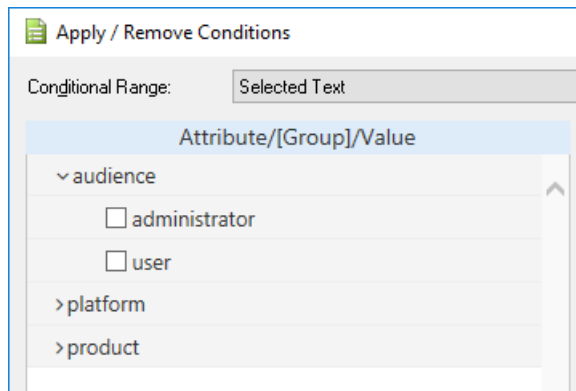 Apply / Remove Conditions
Conditional Range: Selected Text
Attribute/[Group]/Value
audience
administrator
user
platform
product